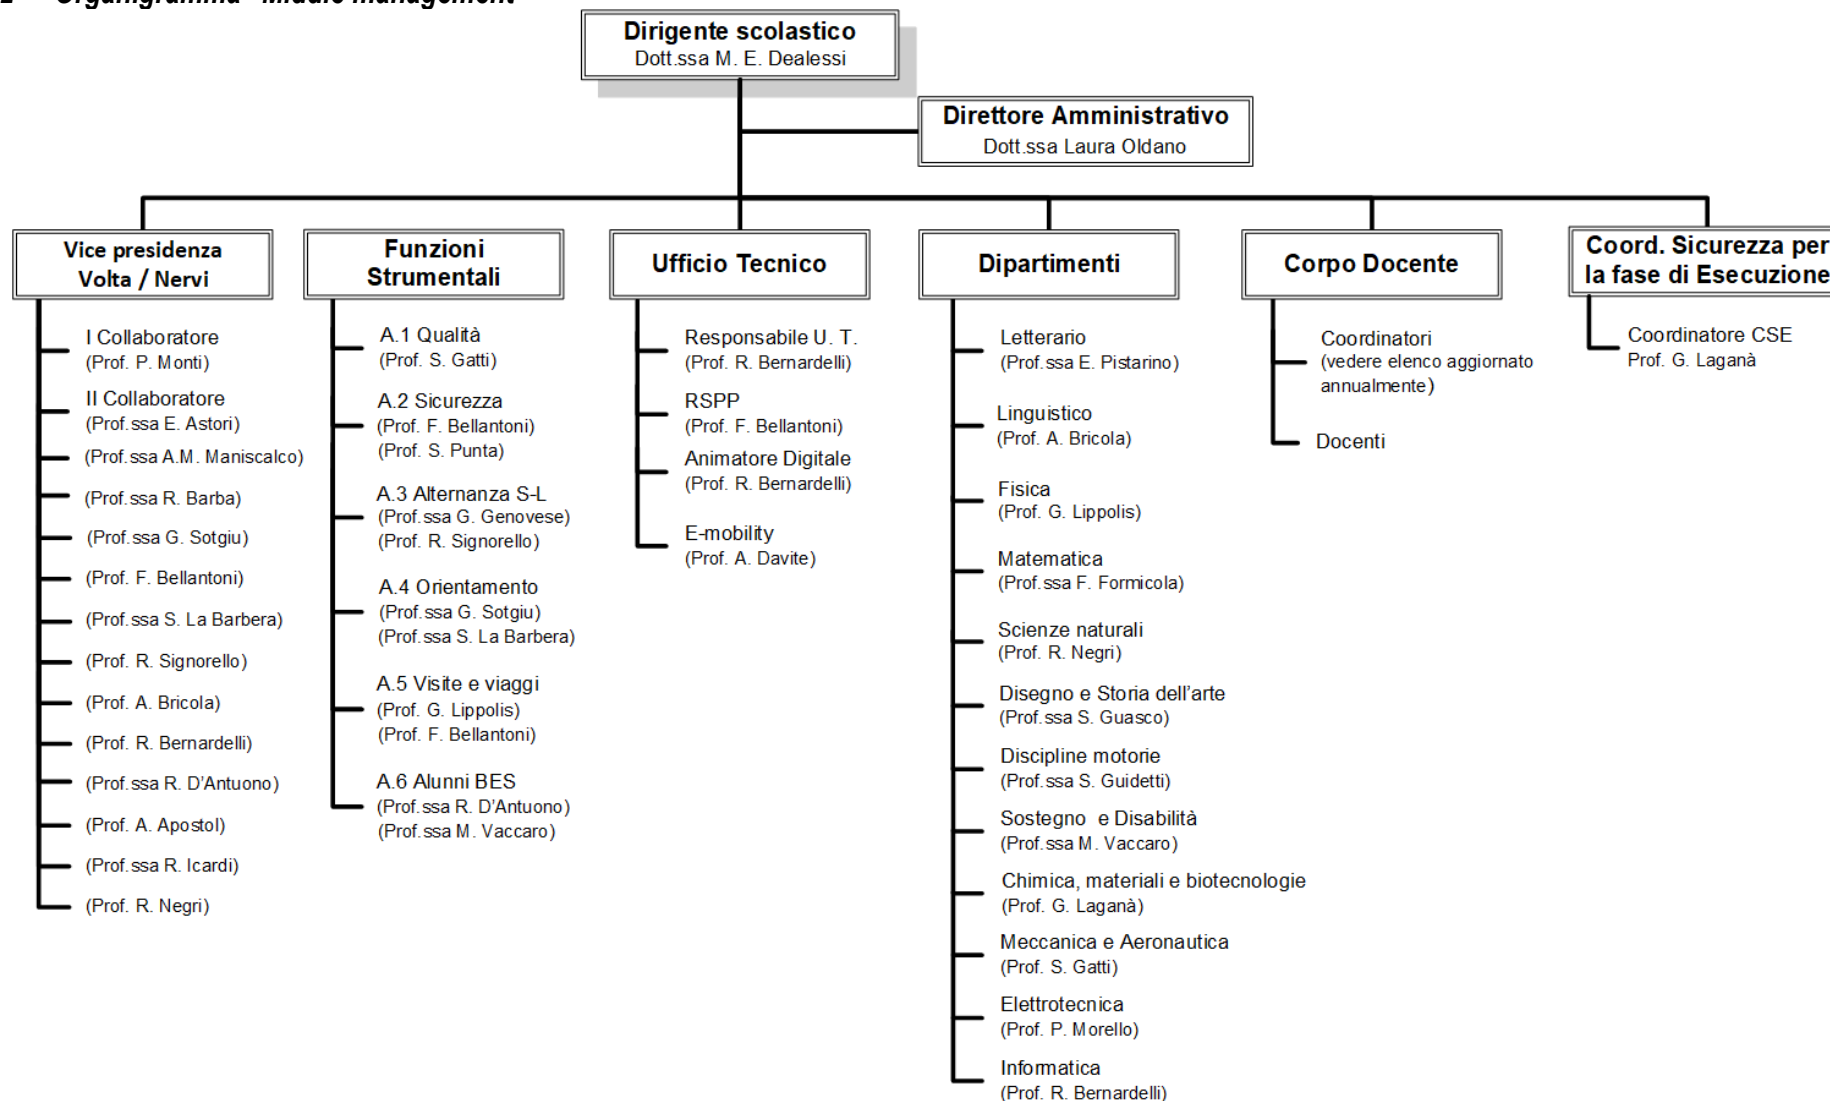 2 Organigramma "Middle management"
Dirigente scolastico
Dott.ssa M. E. Dealessi
Direttore Amministrativo
Dott.ssa Laura Oldano
Vice presidenza
Volta / Nervi
I Collaboratore
(Prof. P. Monti)
II Collaboratore
(Prof.ssa E. Astori)
(Prof.ssa A.M. Maniscalco)
(Prof.ssa R. Barba)
(Prof.ssa G. Sotgiu)
(Prof. F. Bellantoni)
(Prof.ssa S. La Barbera)
(Prof. R. Signorello)
(Prof. A. Bricola)
(Prof. R. Bernardelli)
(Prof.ssa R. D'Antuono)
(Prof. A. Apostol)
(Prof.ssa R. Icardi)
(Prof. R. Negri)
Funzioni
Strumentali
A.1 Qualità
(Prof. S. Gatti)
A.2 Sicurezza
(Prof. F. Bellantoni)
(Prof. S. Punta)
A.3 Alternanza S-L
(Prof.ssa G. Genovese)
(Prof. R. Signorello)
A.4 Orientamento
(Prof.ssa G. Sotgiu)
(Prof.ssa S. La Barbera)
A.5 Visite e viaggi
(Prof. G. Lippolis)
(Prof. F. Bellantoni)
A.6 Alunni BES
(Prof.ssa R. D'Antuono)
(Prof.ssa M. Vaccaro)
Ufficio Tecnico
Responsabile U. T.
(Prof. R. Bernardelli)
RSPP
(Prof. F. Bellantoni)
Animatore Digitale
(Prof. R. Bernardelli)
E-mobility
(Prof. A. Davite)
Dipartimenti
Letterario
(Prof.ssa E. Pistarino)
Linguistico
(Prof. A. Bricola)
Fisica
(Prof. G. Lippolis)
Matematica
(Prof.ssa F. Formicola)
Scienze naturali
(Prof. R. Negri)
Disegno e Storia dell'arte
(Prof.ssa S. Guasco)
Discipline motorie
(Prof.ssa S. Guidetti)
Sostegno e Disabilità
(Prof.ssa M. Vaccaro)
Chimica, materiali e biotecnologie
(Prof. G. Laganà)
Meccanica e Aeronautica
(Prof. S. Gatti)
Elettrotecnica
(Prof. P. Morello)
Informatica
(Prof. R. Bernardelli)
Corpo Docente
Coordinatori
(vedere elenco aggiornato
annualmente)
Docenti
Coord. Sicurezza per
la fase di Esecuzione
Coordinatore CSE
Prof. G. Laganà